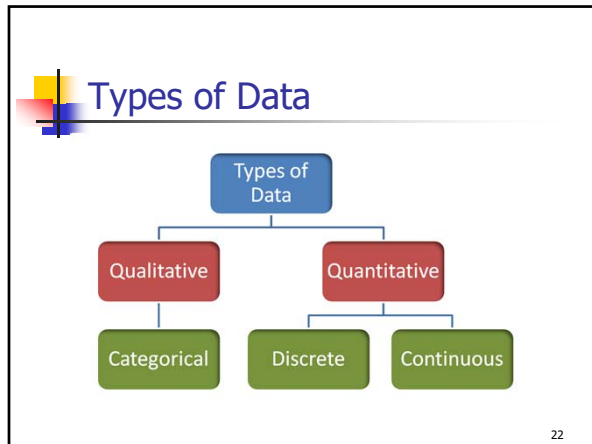 Types of Data
Types of
Data
Qualitative
Quantitative
Categorical
Discrete
Continuous
22